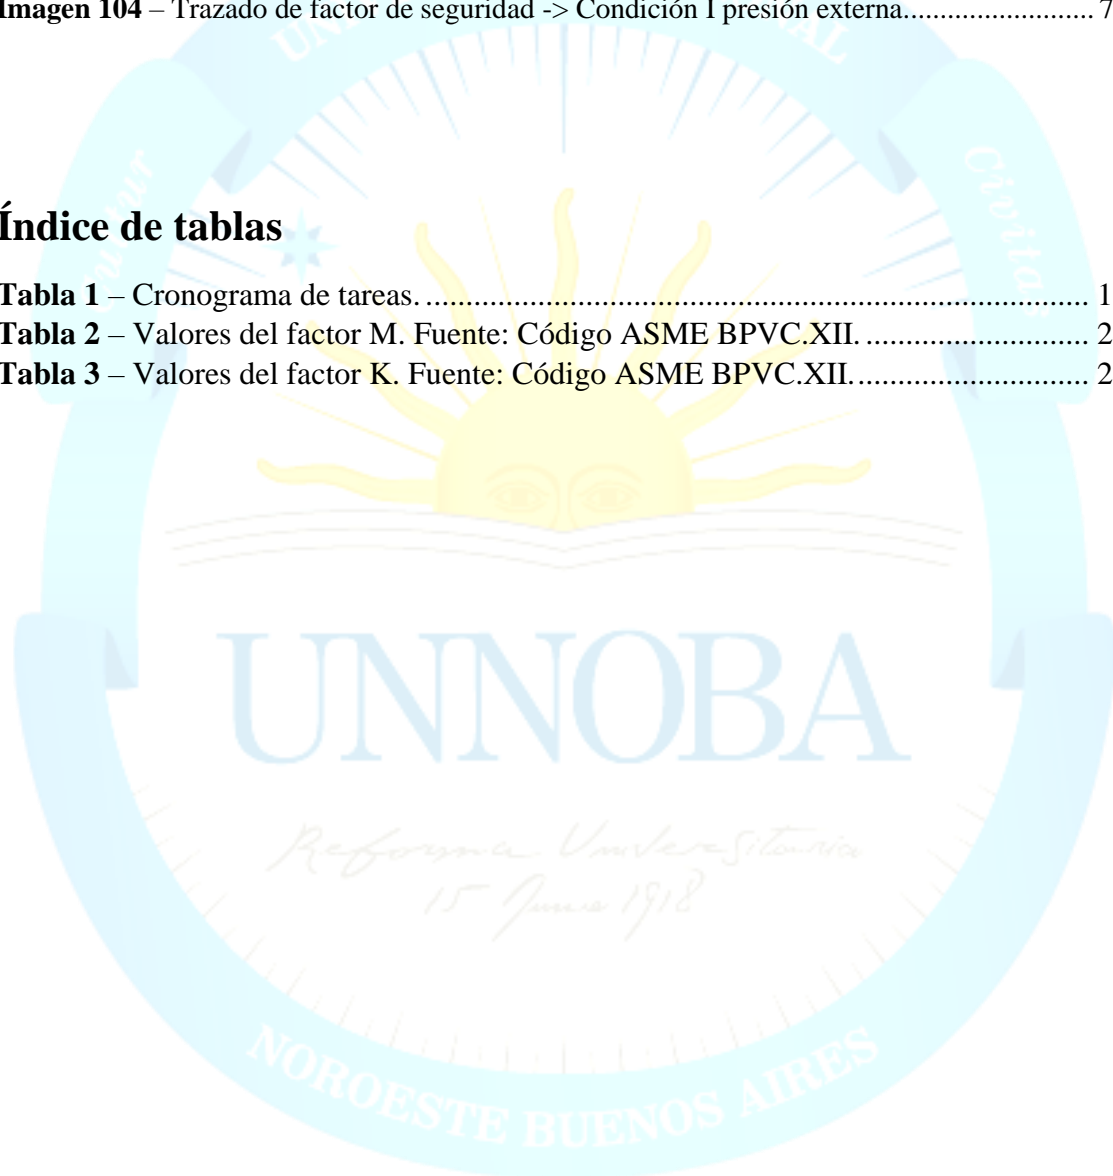 Imagen 104 – Trazado de factor de seguridad -> Condición I presión externa......................... 7
Índice de tablas
Tabla 1 – Cronograma de tareas. ......................................................................................... 1
Tabla 2 – Valores del factor M. Fuente: Código ASME BPVC.XII. .............................. 2
Tabla 3 – Valores del factor K. Fuente: Código ASME BPVC.XII. ............................... 2
Civitas
UNNOBA
Reforma Universitaria
15 Junio 1918
NOROESTE BUENOS AIRES